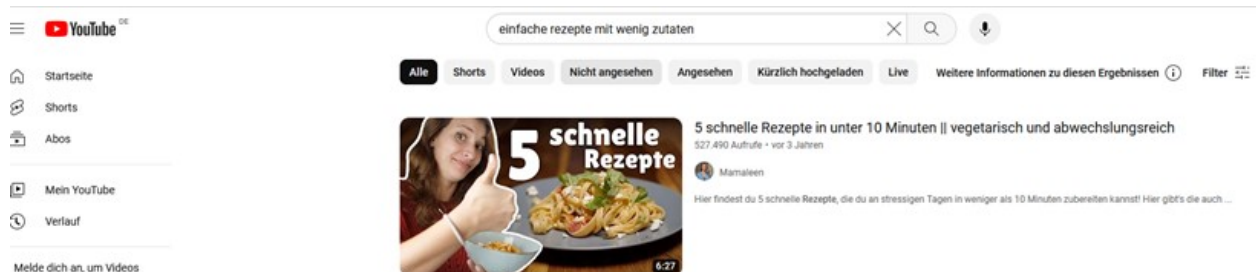 YouTube DE
einfache rezepte mit wenig zutaten
Startseite
Shorts
Abos
Mein YouTube
Verlauf
Melde dich an, um Videos
Alle Shorts Videos Nicht angesehen Angesehen Kürzlich hochgeladen Live Weitere Informationen zu diesen Ergebnissen Filter
5 schnelle
Rezepte
6:27
5 schnelle Rezepte in unter 10 Minuten || vegetarisch und abwechslungsreich
527.490 Aufrufe • vor 3 Jahren
Mamaleen
Hier findest du 5 schnelle Rezepte, die du an stressigen Tagen in weniger als 10 Minuten zubereiten kannst! Hier gibt's die auch ...